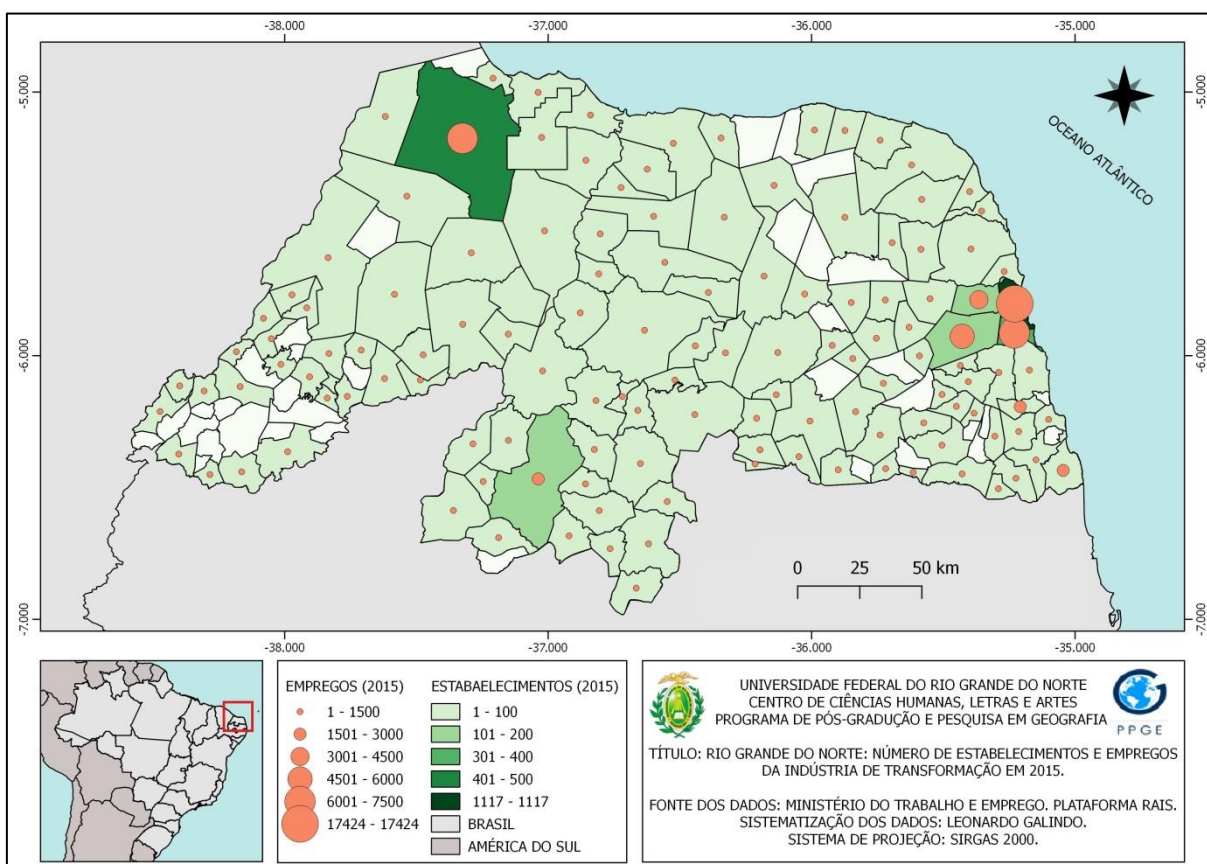 -38.000
-37.000
-36.000
-35.000
-5.000
-5.000
OCEANO ATLÂNTICO
-6.000
-6.000
0 25 50 km
-7.000
-7.000
-38.000
-37.000
-36.000
-35.000
EMPREGOS (2015)
1 - 1500
1501 - 3000
3001 - 4500
4501 - 6000
6001 - 7500
17424 - 17424
ESTABAELECIMENTOS (2015)
1 - 100
101 - 200
301 - 400
401 - 500
1117 - 1117
BRASIL
AMÉRICA DO SUL
UNIVERSIDADE FEDERAL DO RIO GRANDE DO NORTE
CENTRO DE CIÊNCIAS HUMANAS, LETRAS E ARTES
PROGRAMA DE PÓS-GRADUÇÃO E PESQUISA EM GEOGRAFIA
PPGE
TÍTULO: RIO GRANDE DO NORTE: NÚMERO DE ESTABELECIMENTOS E EMPREGOS
DA INDÚSTRIA DE TRANSFORMAÇÃO EM 2015.
FONTE DOS DADOS: MINISTÉRIO DO TRABALHO E EMPREGO. PLATAFORMA RAIS.
SISTEMATIZAÇÃO DOS DADOS: LEONARDO GALINDO.
SISTEMA DE PROJEÇÃO: SIRGAS 2000.